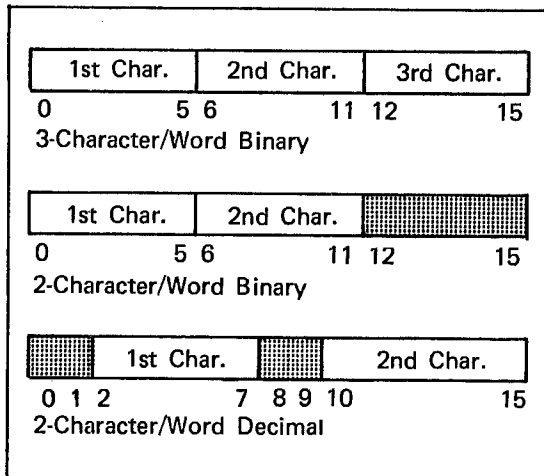 1st Char. 2nd Char. 3rd Char.
0 5 6 11 12 15
3-Character/Word Binary
1st Char. 2nd Char.
0 5 6 11 12 15
2-Character/Word Binary
1st Char. 2nd Char.
0 1 2 7 8 9 10 15
2-Character/Word Decimal